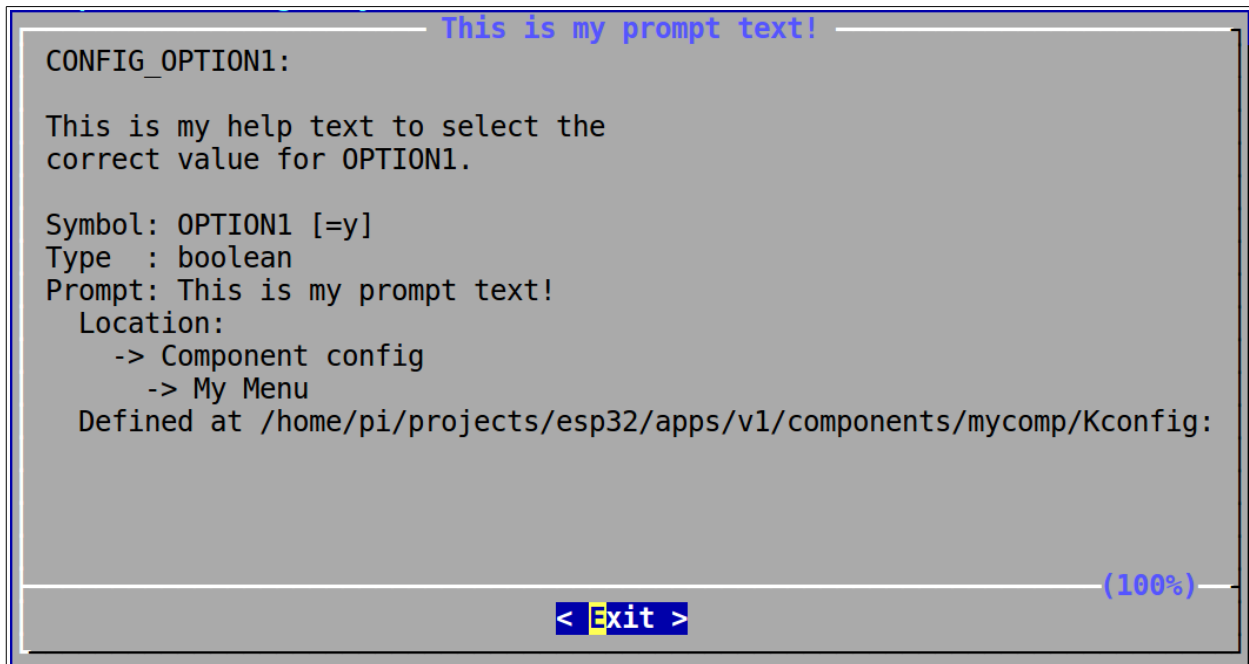 This is my prompt text!
CONFIG_OPTION1:
This is my help text to select the
correct value for OPTION1.
Symbol: OPTION1 [=y]
Type  : boolean
Prompt: This is my prompt text!
  Location:
    -> Component config
      -> My Menu
  Defined at /home/pi/projects/esp32/apps/v1/components/mycomp/Kconfig:
(100%)
< Exit >